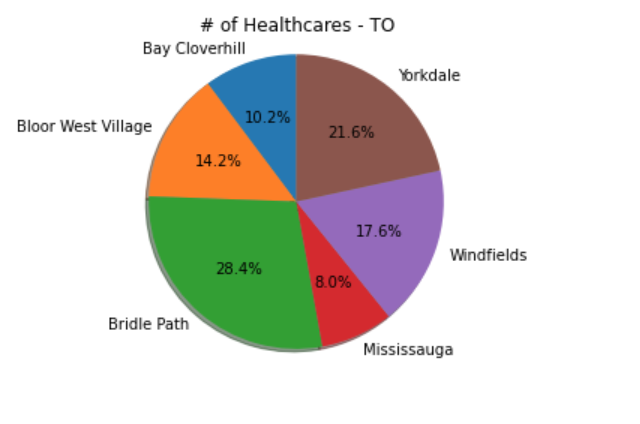 # of Healthcares - TO
Bay Cloverhill
Yorkdale
10.2%
21.6%
Bloor West Village
14.2%
17.6%
Windfields
28.4%
8.0%
Bridle Path
Mississauga